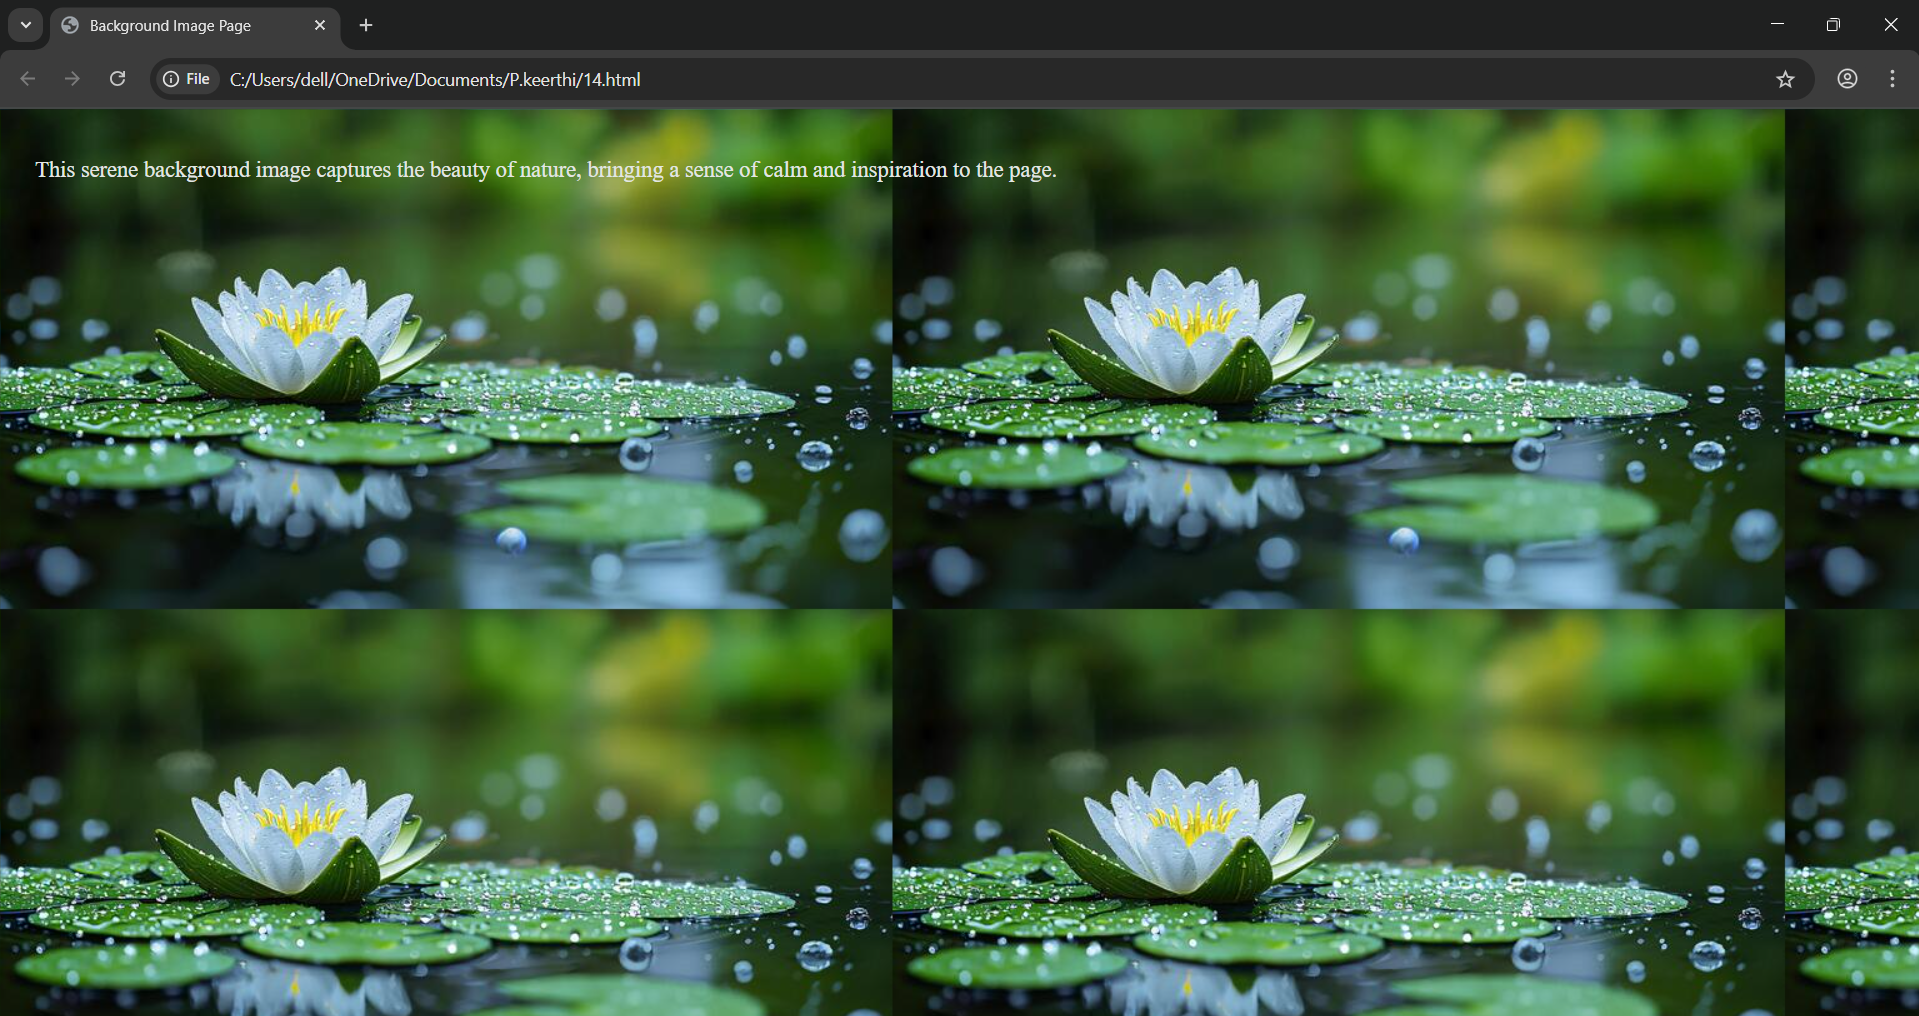 Background Image Page
File C:/Users/dell/OneDrive/Documents/P.keerthi/14.html
This serene background image captures the beauty of nature, bringing a sense of calm and inspiration to the page.